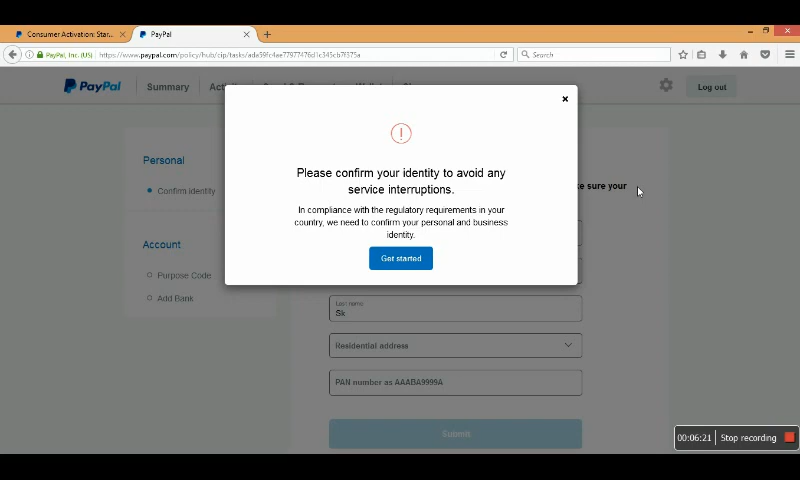 Consumer Activation: Star...
PayPal
PayPal, Inc. (US)
https://www.paypal.com/policy/hub/cip/tasks/ada59fc4ae77977476d1c345cb7f375a
Search
PayPal
Summary
Log out
Personal
Confirm identity
Account
Purpose Code
Add Bank
Please confirm your identity to avoid any
service interruptions.
In compliance with the regulatory requirements in your
country, we need to confirm your personal and business
identity.
Get started
sure your
Last name
Sk
Residential address
PAN number as AAABA9999A
Submit
00:06:21
Stop recording